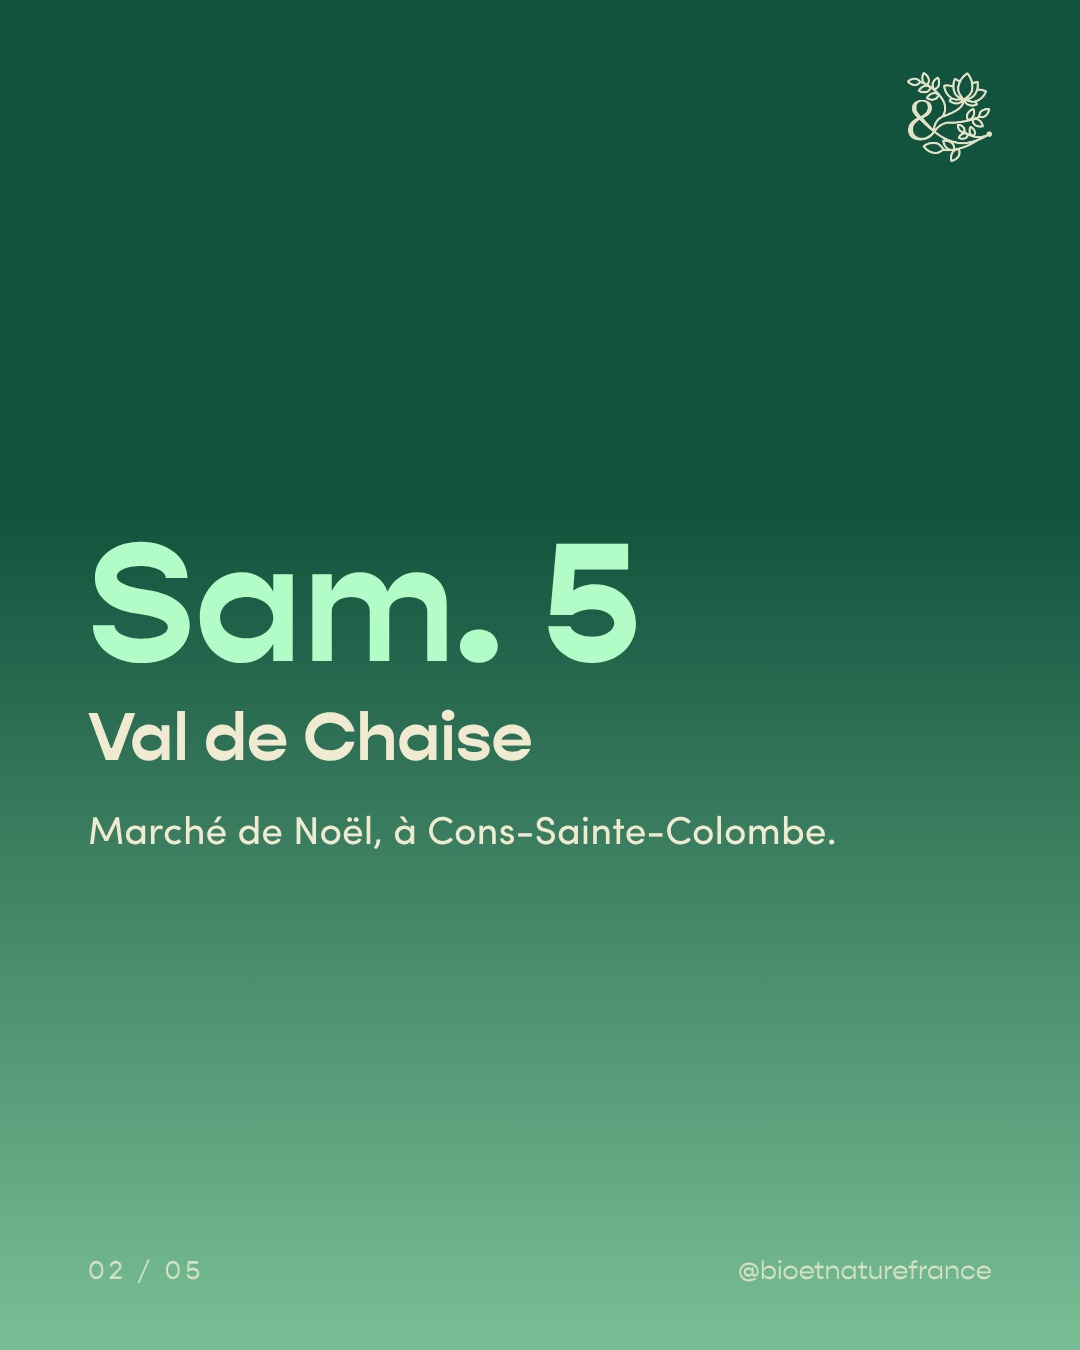 &
Sam. 5
Val de Chaise
Marché de Noël, à Cons-Sainte-Colombe.
02 / 05
@bioetnaturefrance